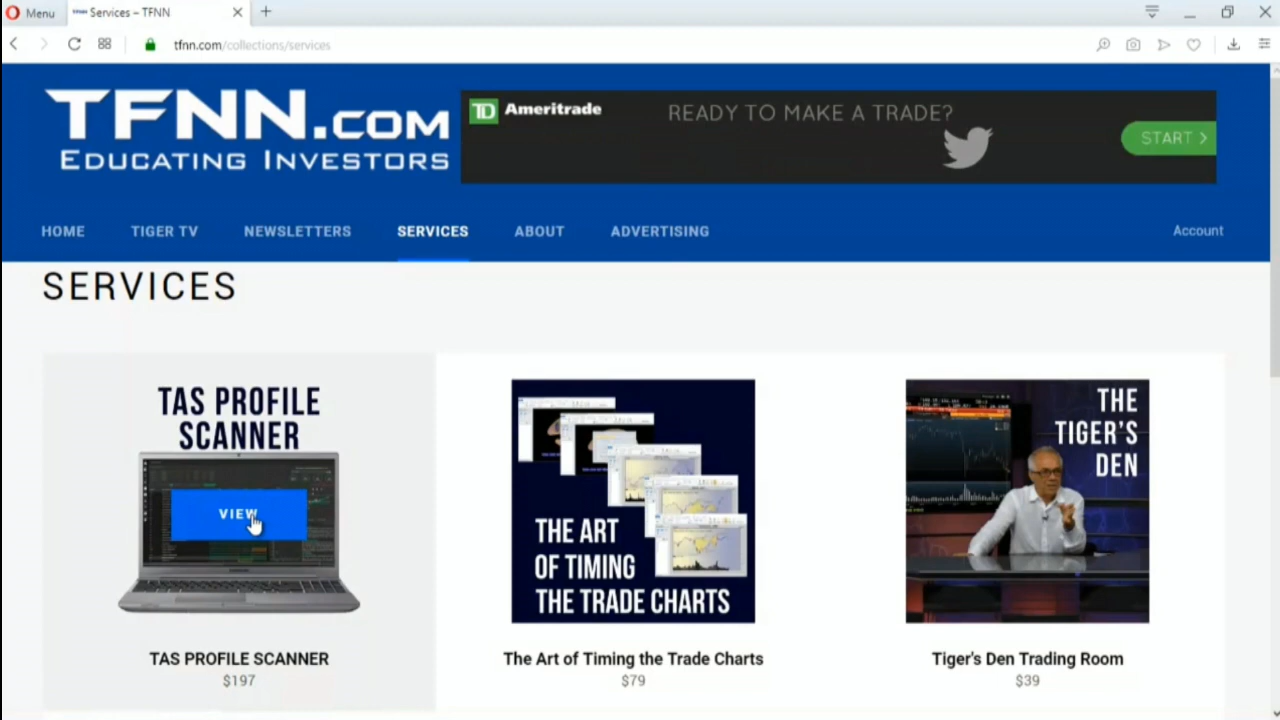 Menu
Services – TFNN
tfnn.com/collections/services
TFNN.COM
EDUCATING INVESTORS
TD Ameritrade
READY TO MAKE A TRADE?
START >
HOME
TIGER TV
NEWSLETTERS
SERVICES
ABOUT
ADVERTISING
Account
SERVICES
TAS PROFILE
SCANNER
VIEW
TAS PROFILE SCANNER
$197
THE ART
OF TIMING
THE TRADE CHARTS
The Art of Timing the Trade Charts
$79
THE
TIGER'S
DEN
Tiger's Den Trading Room
$39